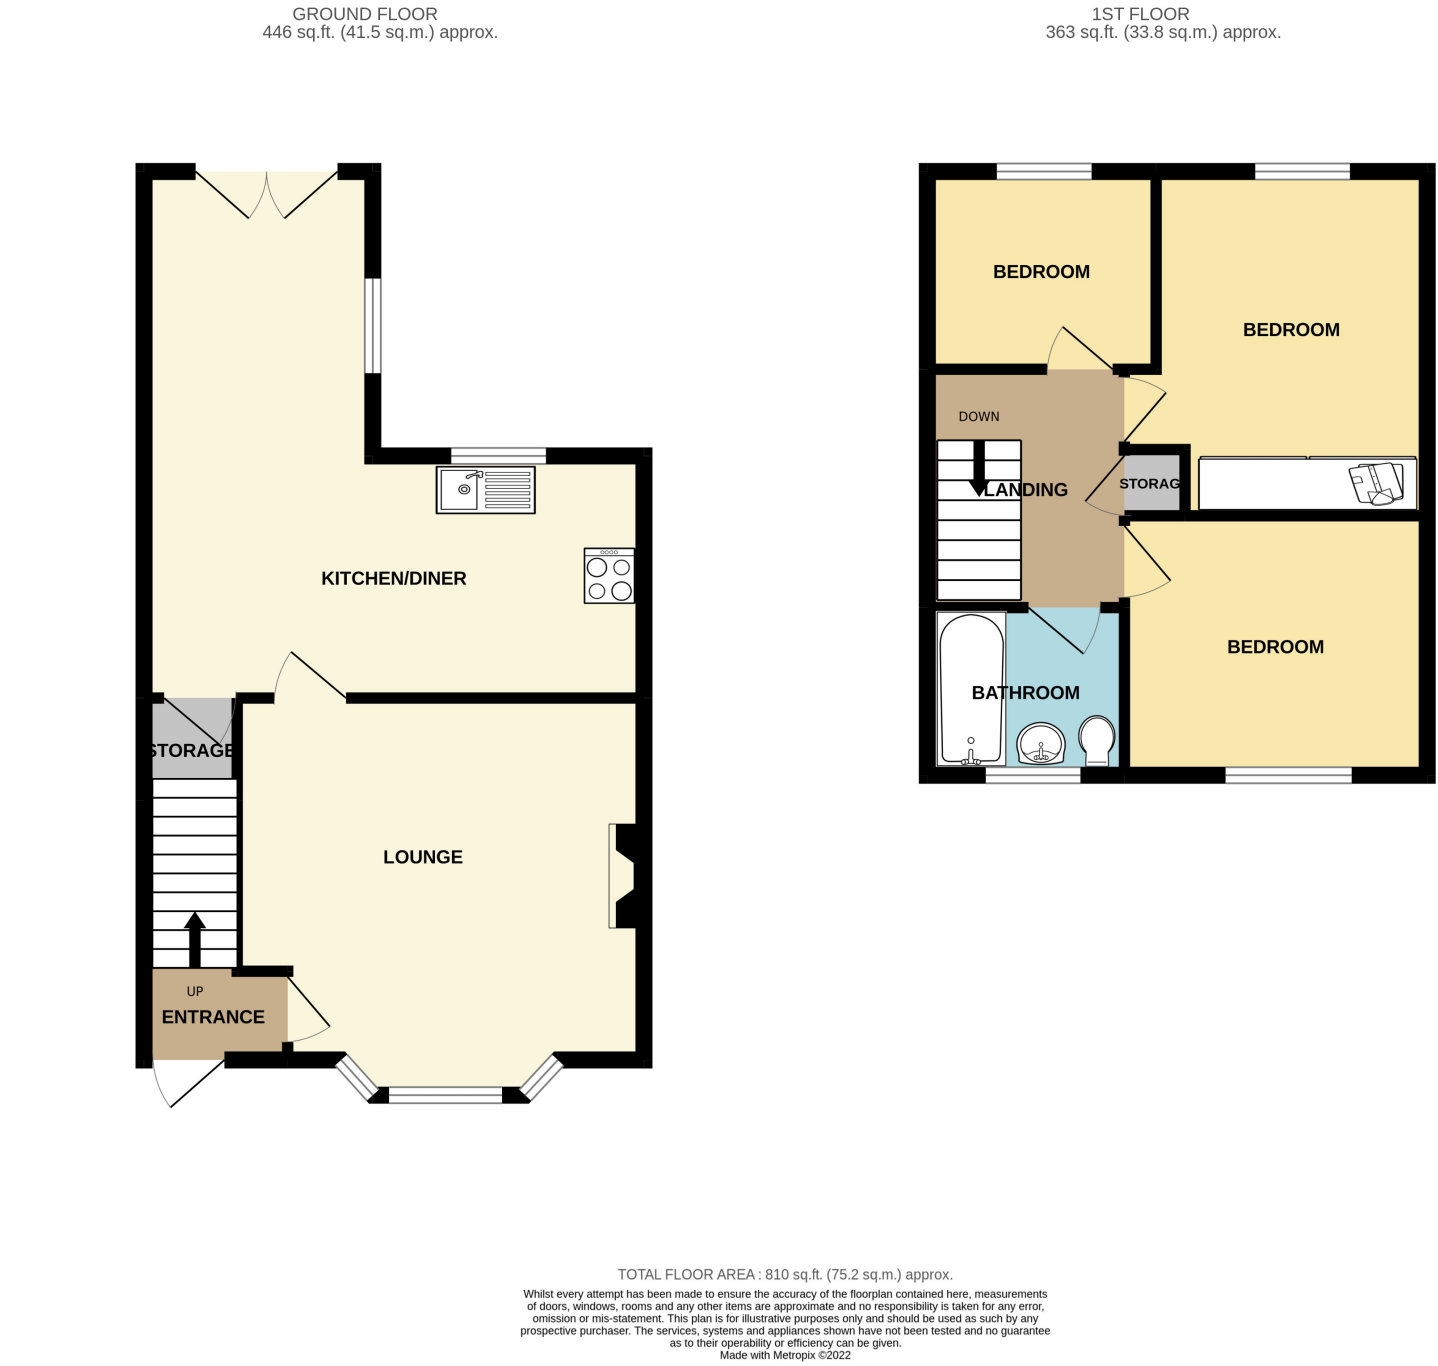 GROUND FLOOR
446 sq.ft. (41.5 sq.m.) approx.
1ST FLOOR
363 sq.ft. (33.8 sq.m.) approx.
KITCHEN/DINER
STORAGE
LOUNGE
UP
ENTRANCE
BEDROOM
BEDROOM
DOWN
LANDING
STORAG
BEDROOM
BATHROOM
TOTAL FLOOR AREA : 810 sq.ft. (75.2 sq.m.) approx.
Whilst every attempt has been made to ensure the accuracy of the floorplan contained here, measurements
of doors, windows, rooms and any other items are approximate and no responsibility is taken for any error,
omission or mis-statement. This plan is for illustrative purposes only and should be used as such by any
prospective purchaser. The services, systems and appliances shown have not been tested and no guarantee
as to their operability or efficiency can be given.
Made with Metropix ©2022